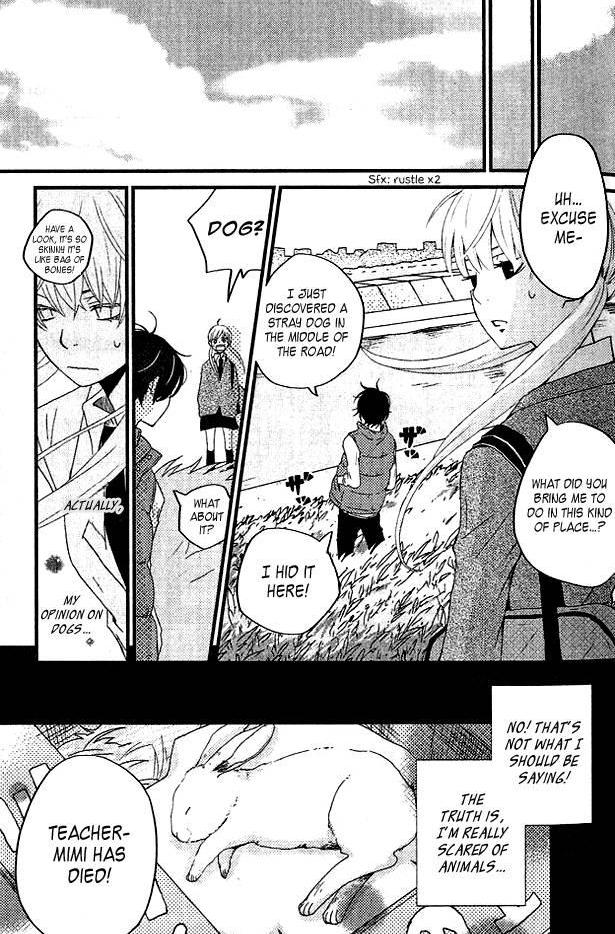 Sfx: rustle x2
UH...
EXCUSE
ME-
WHAT DID YOU
BRING ME TO
DO IN THIS KIND
OF PLACE...?
I JUST
DISCOVERED A
STRAY DOG IN
THE MIDDLE OF
THE ROAD!
I HID IT
HERE!
DOG?
WHAT
ABOUT
IT?
HAVE A
LOOK, IT'S SO
SKINNY IT'S
LIKE BAG OF
BONES!
ACTUALLY,
MY
OPINION ON
DOGS...
NO! THAT'S
NOT WHAT I
SHOULD BE
SAYING!
THE
TRUTH IS,
I'M REALLY
SCARED OF
ANIMALS...
TEACHER-
MIMI HAS
DIED!